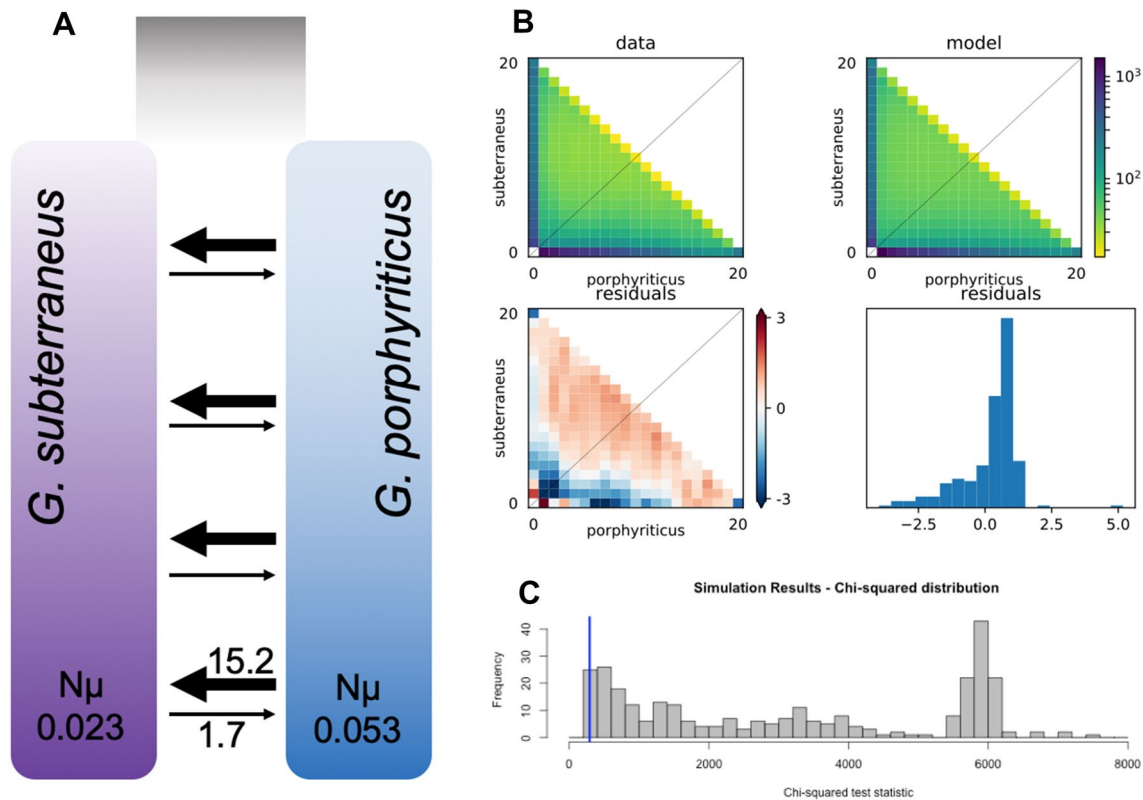 A
G. subterraneus
G. porphyriticus
15.2
1.7
Nμ
0.023
Nμ
0.053
B
data
20
subterraneus
0
0
porphyriticus
20
model
20
subterraneus
0
0
porphyriticus
20
10³
10²
residuals
20
subterraneus
0
0
porphyriticus
20
3
0
-3
residuals
−2.5
0.0
2.5
5.0
C
Simulation Results - Chi-squared distribution
Frequency
0
10
20
30
40
0
2000
4000
6000
8000
Chi-squared test statistic